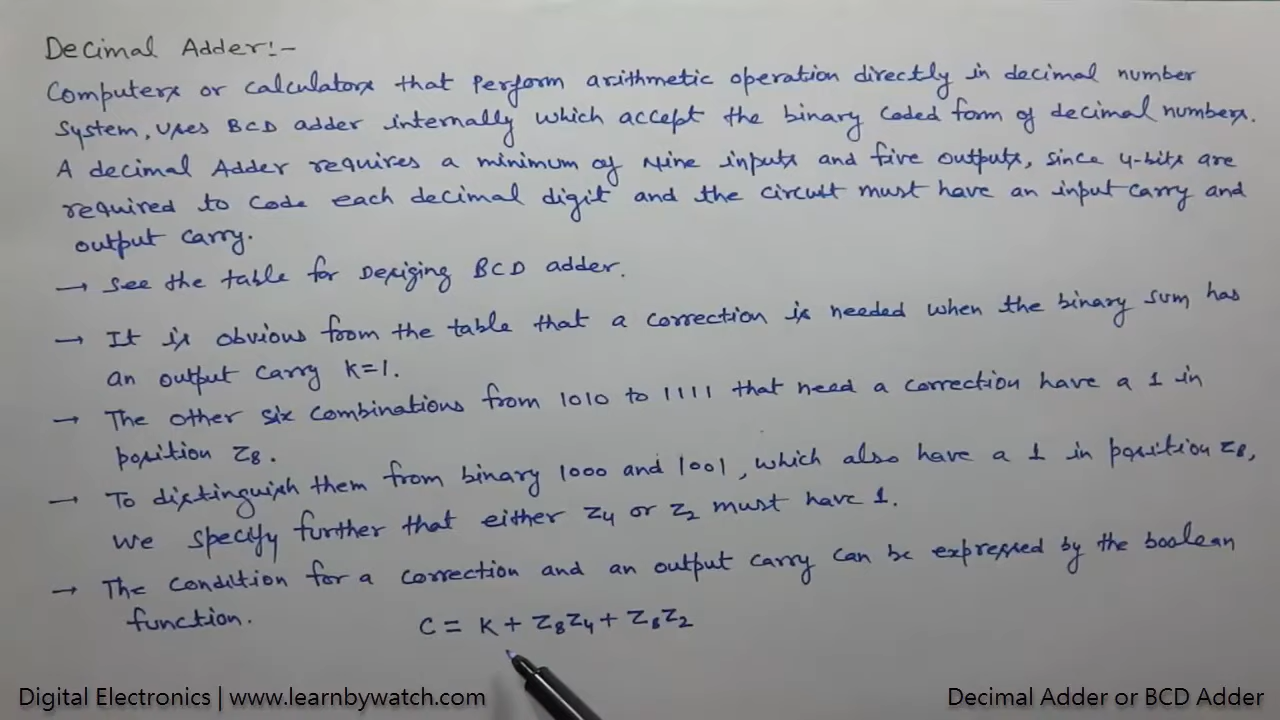 Decimal Adder:-
Computers or calculators that Perform arithmetic operation directly in decimal number
System, uses BCD adder internally which accept the binary Coded form of decimal numbers.
A decimal Adder requires a minimum of Nine inputs and five outputs, since 4-bits are
required to Code each decimal digit and the circuit must have an input carry and
output carry.
→ See the table for Desiging BCD adder.
→ It is obvious from the table that a correction is needed when the binary sum has
an output carry K=1.
→ The other six Combinations from 1010 to 1111 that need a correction have a 1 in
position Z8.
→ To distinguish them from binary 1000 and 1001, which also have a 1 in position Z8,
we specify further that either Z4 or Z2 must have 1.
→ The condition for a correction and an output carry can be expressed by the boolean
function.
C = K + Z8Z4 + Z8Z2
Digital Electronics | www.learnbywatch.com
Decimal Adder or BCD Adder